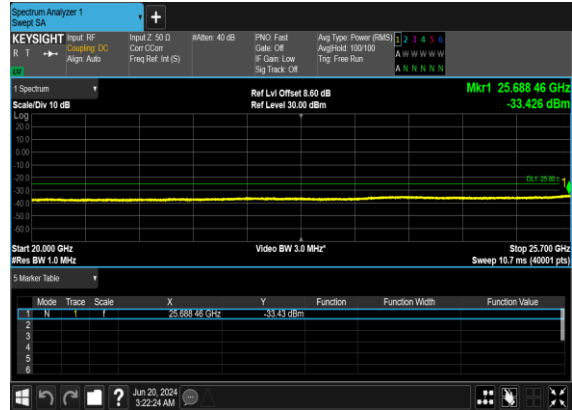 Spectrum Analyzer 1
Swept SA
+
KEYSIGHT Input: RF Input Z: 50 Ω #Atten: 40 dB PNO: Fast Avg Type: Power (RMS) 1 2 3 4 5 6
R T Coupling: DC Corr CCorr Gate: Off Avg|Hold: 100/100 A W W W W W
Align: Auto Freq Ref: Int (S) IF Gain: Low Trig: Free Run
Sig Track: Off A N N N N N
1 Spectrum Ref Lvl Offset 8.60 dB Mkr1 25.688 46 GHz
Scale/Div 10 dB Ref Level 30.00 dBm -33.426 dBm
Log
20.0
10.0
0.00
-10.0
-20.0 DL1 -25.00 1
-30.0
-40.0
-50.0
-60.0
Start 20.000 GHz Video BW 3.0 MHz* Stop 25.700 GHz
#Res BW 1.0 MHz Sweep 10.7 ms (40001 pts)
5 Marker Table
Mode Trace Scale X Y Function Function Width Function Value
1 N 1 f 25.688 46 GHz -33.43 dBm
2
3
4
5
6
? Jun 20, 2024
3:22:24 AM